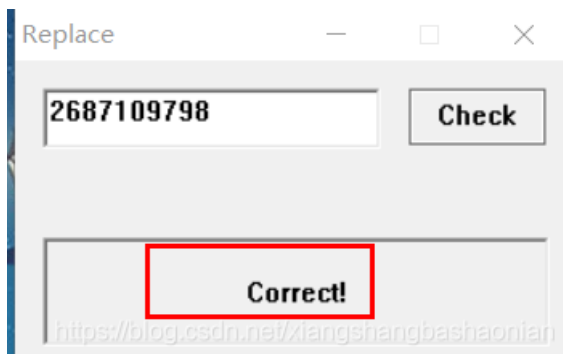 Replace
2687109798
Check
Correct!
https://blog.csdn.net/xiangshangbashaonian